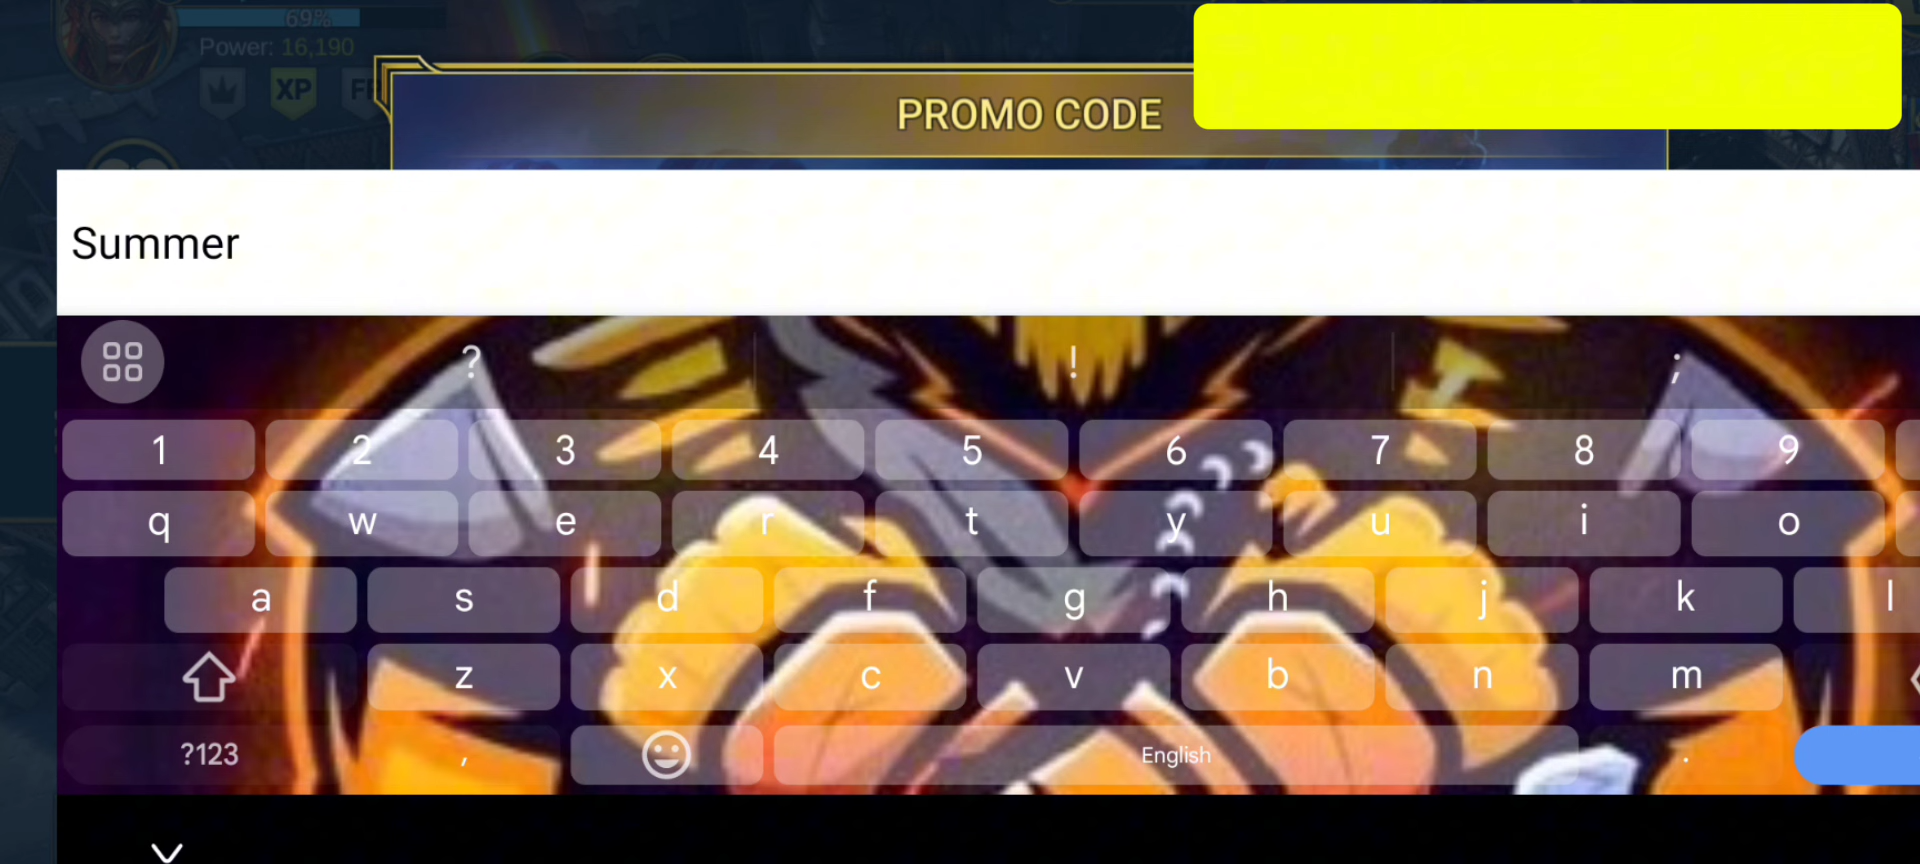 69%
Power: 16,190
XP
PROMO CODE
Summer
? ! ;
1 2 3 4 5 6 7 8 9
q w e r t y u i o
a s d f g h j k l
z x c v b n m
?123 , English .